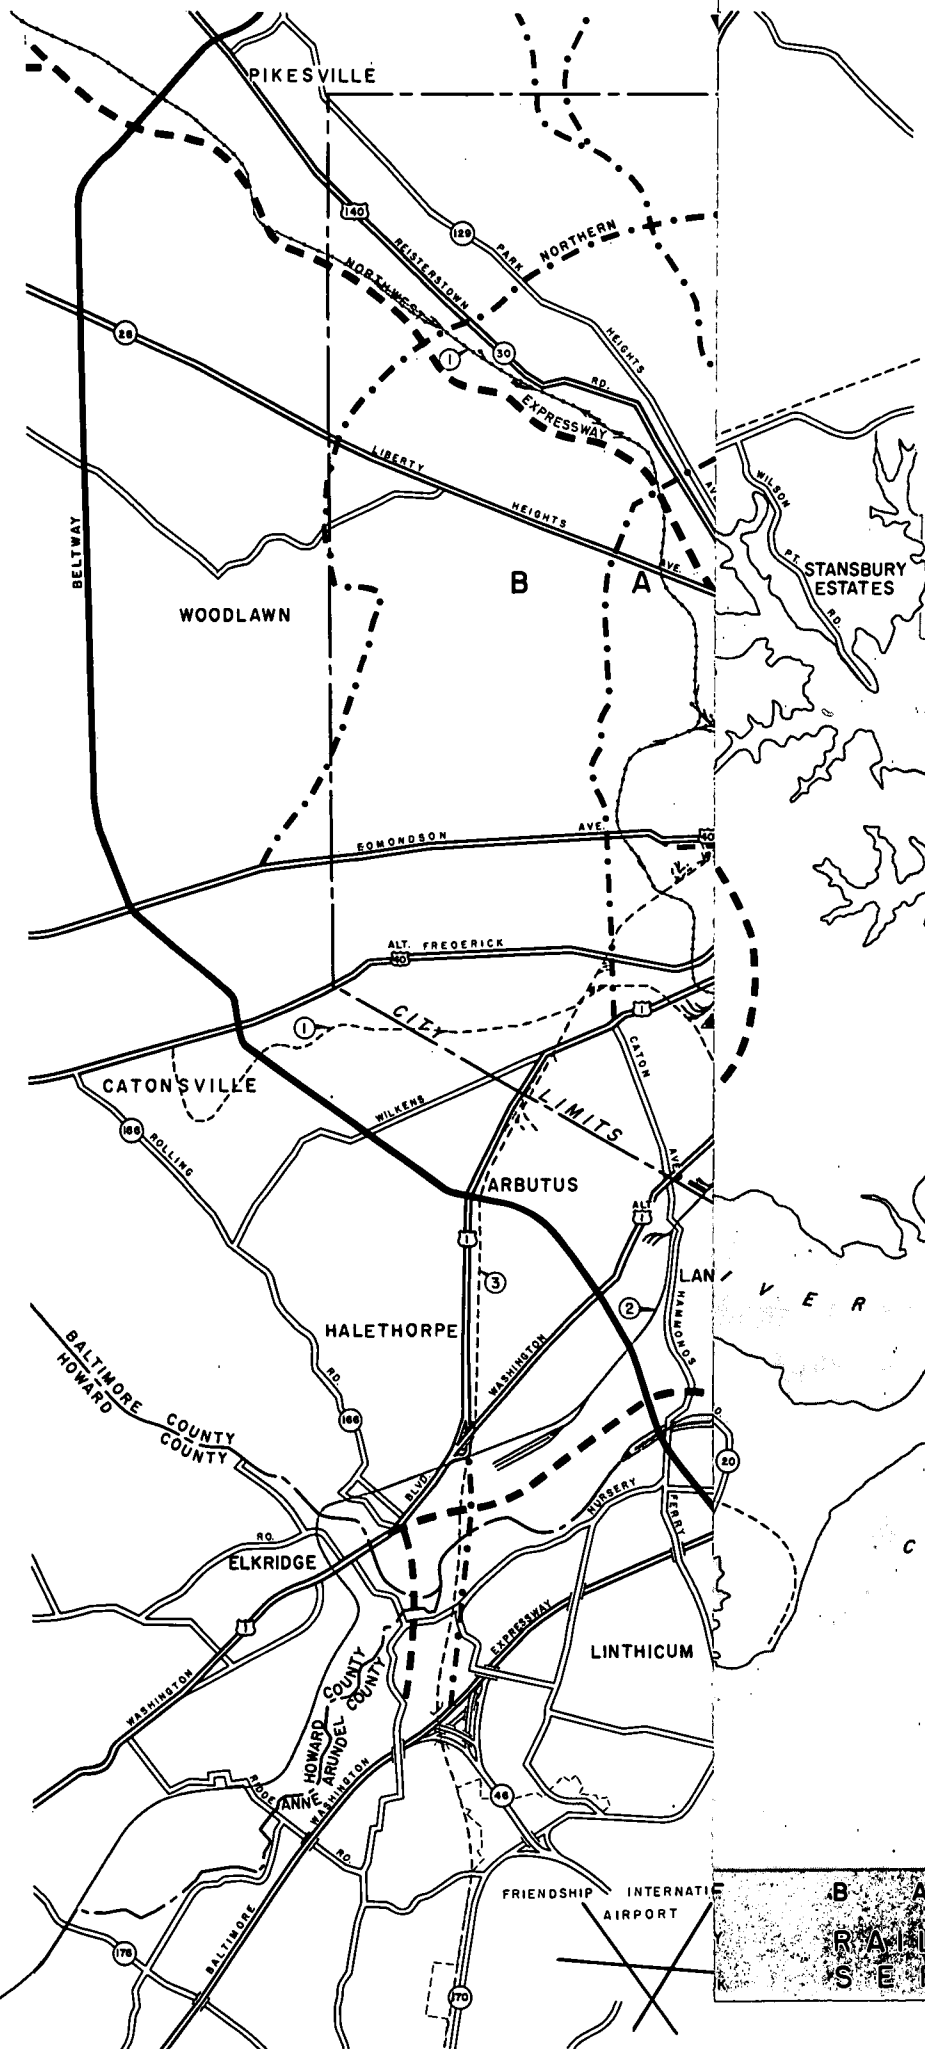 PIKESVILLE
140
129
PARK
NORTHERN
REISTERSTOWN
NORTHWEST
HEIGHTS
26
1
30
RD.
EXPRESSWAY
LIBERTY
AV
WILSON
HEIGHTS
PT.
BELTWAY
AVE.
B
A
STANSBURY
ESTATES
WOODLAWN
RD.
EDMONDSON
AVE.
40
ALT.
40
FREDERICK
1
CITY
1
CATON
CATONSVILLE
WILKENS
LIMITS
166
ROLLING
AVE.
ARBUTUS
ALT.
1
1
LAN
3
V E R
2
HAMMONDS
HALETHORPE
WASHINGTON
BALTIMORE
HOWARD
RD.
COUNTY
COUNTY
166
D.
20
BLVD.
NURSERY
FERRY
RD.
ELKRIDGE
C
1
EXPRESSWAY
LINTHICUM
COUNTY
COUNTY
WASHINGTON
HOWARD
ANNE ARUNDEL
WASHINGTON
RIDGE
46
RD.
FRIENDSHIP INTERNATI
AIRPORT
B A
BALTIMORE
176
RAIL
SE
170